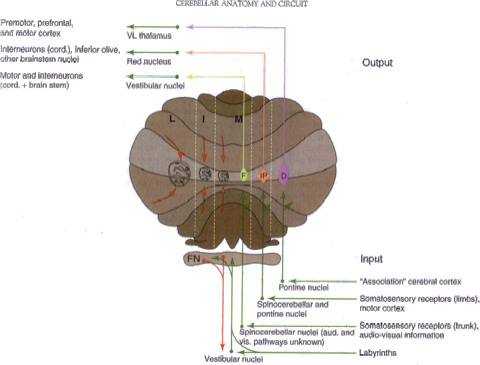 CEREBELLAR ANATOMY AND CIRCUIT
Premotor, prefrontal,
and motor cortex
VL thalamus
Interneurons (cord.), inferior olive,
other brainstem nuclei
Red nucleus
Output
Motor and interneurons
(cord. + brain stem)
Vestibular nuclei
L I M
F IP D
FN
Input
Pontine nuclei
"Association" cerebral cortex
Spinocerebellar and
pontine nuclei
Somatosensory receptors (limbs),
motor cortex
Spinocerebellar nuclei (aud. and
vis. pathways unknown)
Somatosensory receptors (trunk),
audio-visual information
Vestibular nuclei
Labyrinths